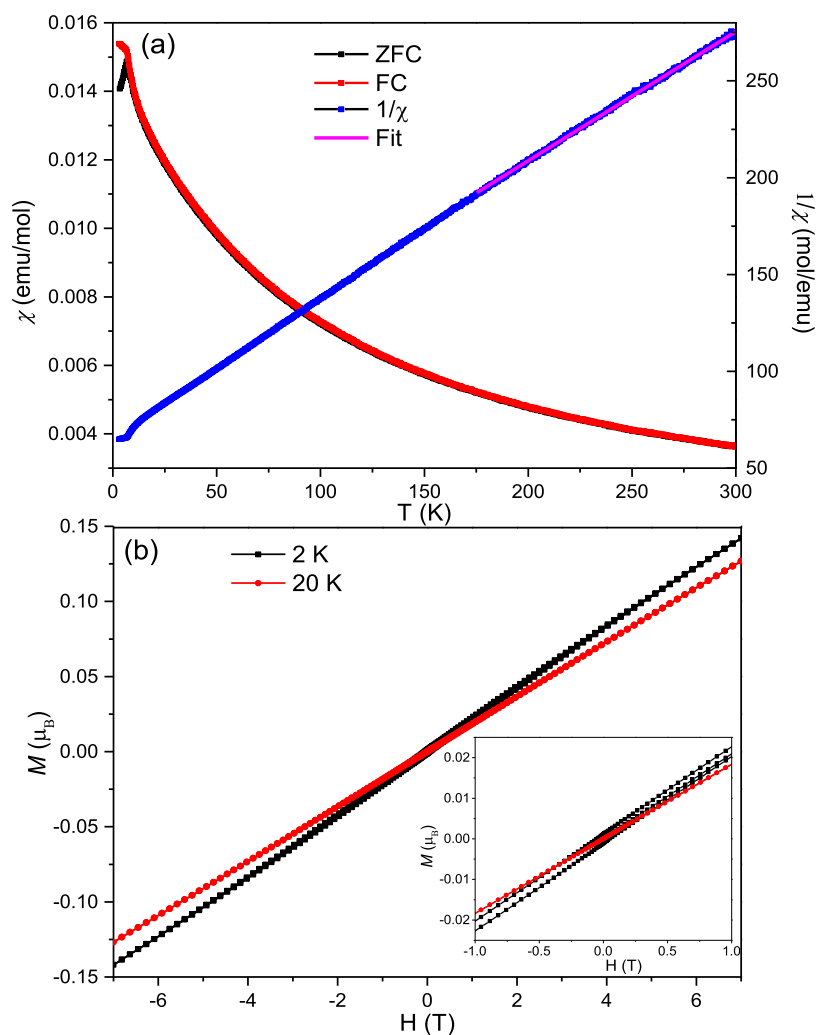 (a)
ZFC
FC
1/χ
Fit
0.016
0.014
0.012
0.010
0.008
0.006
0.004
χ (emu/mol)
250
200
150
100
50
1/χ (mol/emu)
0
50
100
150
200
250
300
T (K)
(b)
2 K
20 K
0.15
0.10
0.05
0.00
-0.05
-0.10
-0.15
M (μB)
-6
-4
-2
0
2
4
6
H (T)
0.02
0.01
0.00
-0.01
-0.02
M (μB)
-1.0
-0.5
0.0
0.5
1.0
H (T)